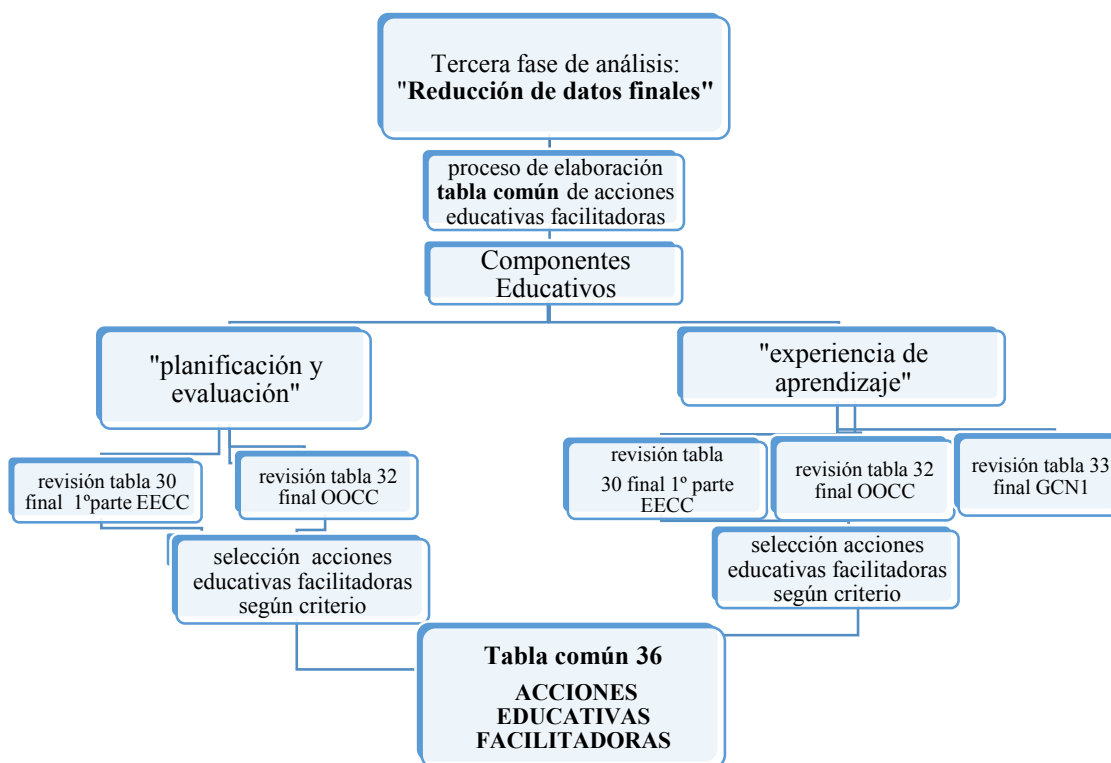 Tercera fase de análisis:
"Reducción de datos finales"
proceso de elaboración
tabla común de acciones
educativas facilitadoras
Componentes
Educativos
"planificación y
evaluación"
"experiencia de
aprendizaje"
revisión tabla 30
final 1ºparte EECC
revisión tabla 32
final OOCC
revisión tabla
30 final 1º parte
EECC
revisión tabla 32
final OOCC
revisión tabla 33
final GCN1
selección acciones
educativas facilitadoras
según criterio
selección acciones
educativas facilitadoras
según criterio
Tabla común 36
ACCIONES
EDUCATIVAS
FACILITADORAS